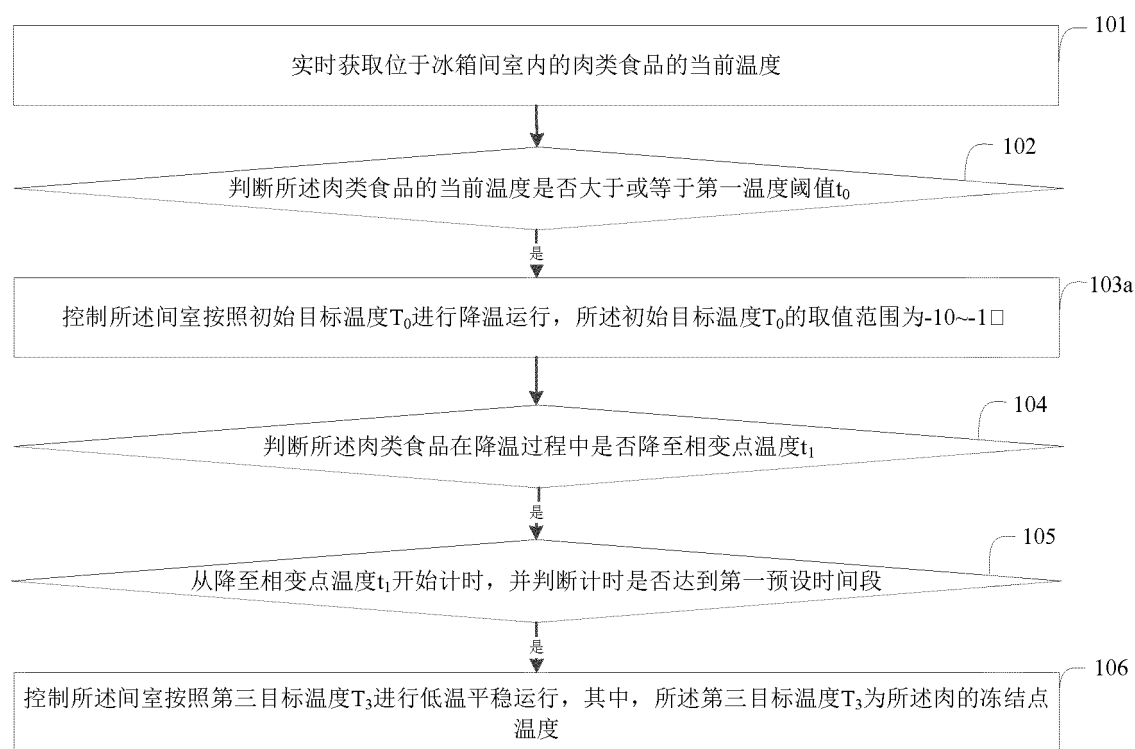 101
实时获取位于冰箱间室内的肉类食品的当前温度
102
判断所述肉类食品的当前温度是否大于或等于第一温度阈值t₀
是
103a
控制所述间室按照初始目标温度T₀进行降温运行，所述初始目标温度T₀的取值范围为-10~-1□
104
判断所述肉类食品在降温过程中是否降至相变点温度t₁
是
105
从降至相变点温度t₁开始计时，并判断计时是否达到第一预设时间段
是
106
控制所述间室按照第三目标温度T₃进行低温平稳运行，其中，所述第三目标温度T₃为所述肉的冻结点
温度